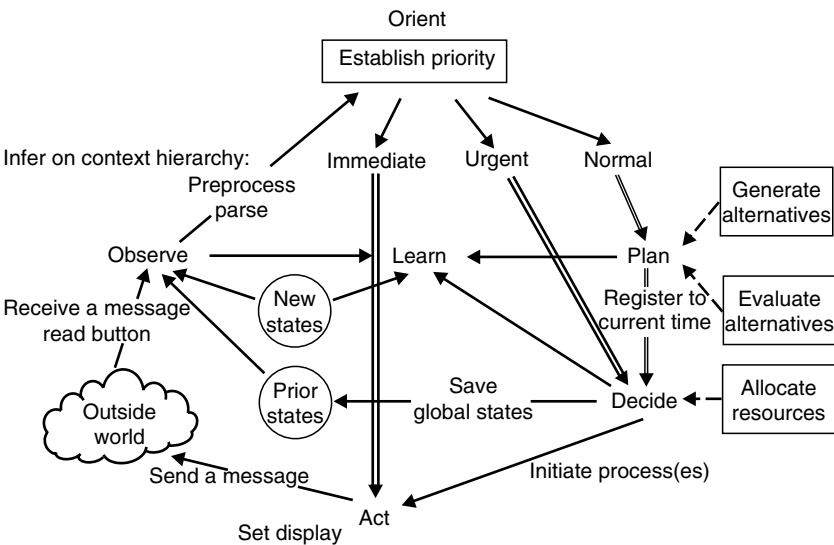 Orient
Establish priority
Infer on context hierarchy:
Immediate
Urgent
Normal
Preprocess
parse
Generate
alternatives
Observe
Learn
Plan
New
states
Receive a message
read button
Register to
current time
Evaluate
alternatives
Prior
states
Save
global states
Decide
Allocate
resources
Outside
world
Send a message
Initiate process(es)
Act
Set display